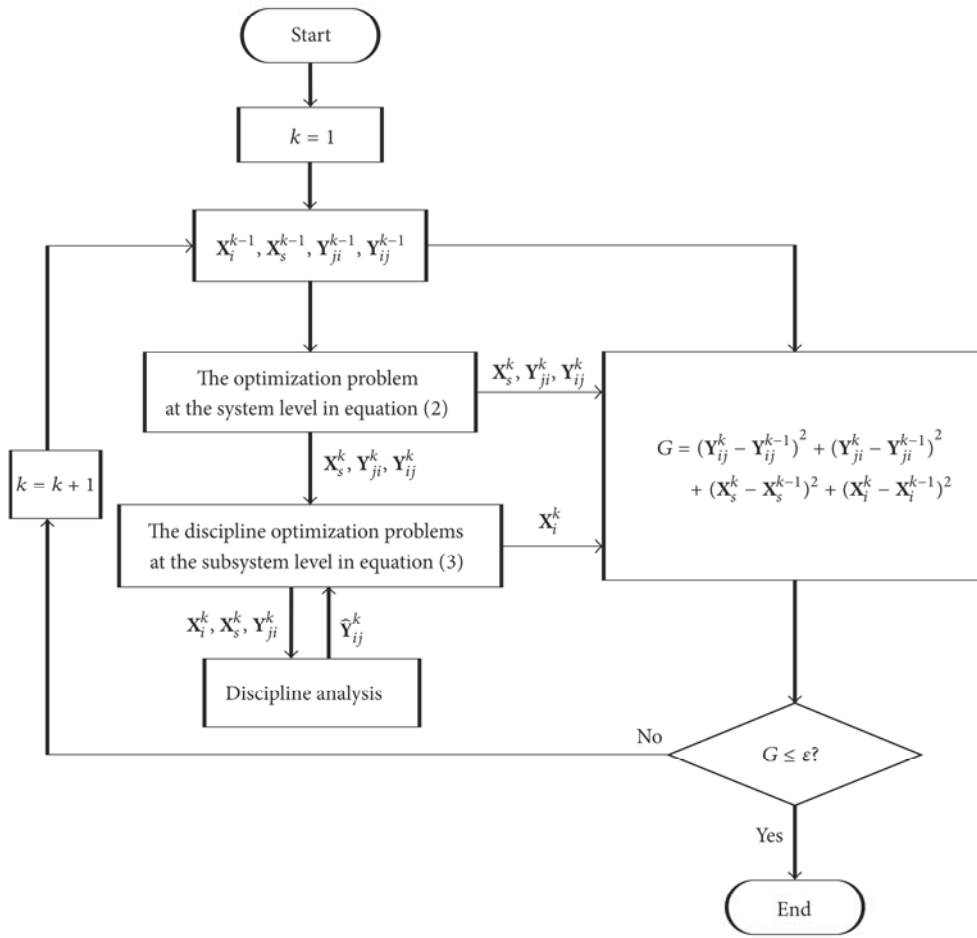 Start
k = 1
X_i^{k-1}, X_s^{k-1}, Y_{ji}^{k-1}, Y_{ij}^{k-1}
The optimization problem
at the system level in equation (2)
X_s^k, Y_{ji}^k, Y_{ij}^k
X_s^k, Y_{ji}^k, Y_{ij}^k
G = (Y_{ij}^k − Y_{ij}^{k-1})^2 + (Y_{ji}^k − Y_{ji}^{k-1})^2
+ (X_s^k − X_s^{k-1})^2 + (X_i^k − X_i^{k-1})^2
k = k + 1
The discipline optimization problems
at the subsystem level in equation (3)
X_i^k
X_i^k, X_s^k, Y_{ji}^k
Ŷ_{ij}^k
Discipline analysis
No
G ≤ ε?
Yes
End